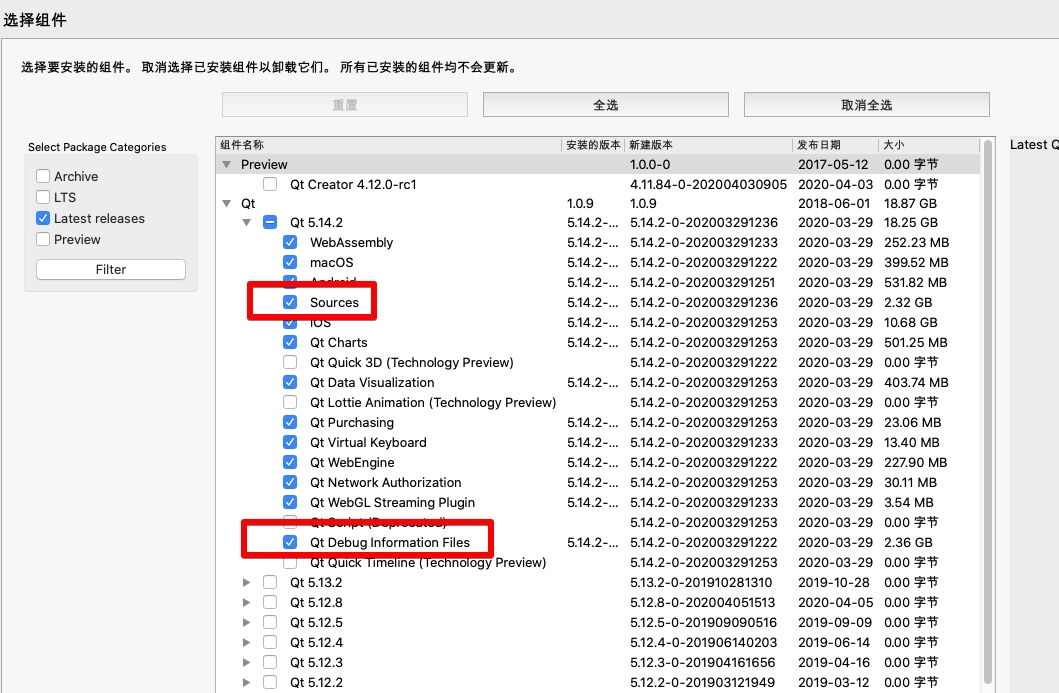 选择组件
选择要安装的组件。 取消选择已安装组件以卸载它们。 所有已安装的组件均不会更新。
重置 全选 取消全选
Select Package Categories
Archive
LTS
Latest releases
Preview
Filter
组件名称 安装的版本 新建版本 发布日期 大小
Preview 1.0.0-0 2017-05-12 0.00 字节
Qt Creator 4.12.0-rc1 4.11.84-0-202004030905 2020-04-03 0.00 字节
Qt 1.0.9 1.0.9 2018-06-01 18.87 GB
Qt 5.14.2 5.14.2-... 5.14.2-0-202003291236 2020-03-29 18.25 GB
WebAssembly 5.14.2-... 5.14.2-0-202003291233 2020-03-29 252.23 MB
macOS 5.14.2-... 5.14.2-0-202003291222 2020-03-29 399.52 MB
Android 5.14.2-... 5.14.2-0-202003291251 2020-03-29 531.82 MB
Sources 5.14.2-... 5.14.2-0-202003291236 2020-03-29 2.32 GB
iOS 5.14.2-... 5.14.2-0-202003291253 2020-03-29 10.68 GB
Qt Charts 5.14.2-... 5.14.2-0-202003291253 2020-03-29 501.25 MB
Qt Quick 3D (Technology Preview) 5.14.2-0-202003291222 2020-03-29 0.00 字节
Qt Data Visualization 5.14.2-... 5.14.2-0-202003291253 2020-03-29 403.74 MB
Qt Lottie Animation (Technology Preview) 5.14.2-0-202003291253 2020-03-29 0.00 字节
Qt Purchasing 5.14.2-... 5.14.2-0-202003291253 2020-03-29 23.06 MB
Qt Virtual Keyboard 5.14.2-... 5.14.2-0-202003291233 2020-03-29 13.40 MB
Qt WebEngine 5.14.2-... 5.14.2-0-202003291222 2020-03-29 227.90 MB
Qt Network Authorization 5.14.2-... 5.14.2-0-202003291253 2020-03-29 30.11 MB
Qt WebGL Streaming Plugin 5.14.2-... 5.14.2-0-202003291233 2020-03-29 3.54 MB
Qt Script (Deprecated) 5.14.2-0-202003291253 2020-03-29 0.00 字节
Qt Debug Information Files 5.14.2-... 5.14.2-0-202003291222 2020-03-29 2.36 GB
Qt Quick Timeline (Technology Preview) 5.14.2-0-202003291253 2020-03-29 0.00 字节
Qt 5.13.2 5.13.2-0-201910281310 2019-10-28 0.00 字节
Qt 5.12.8 5.12.8-0-202004051513 2020-04-05 0.00 字节
Qt 5.12.5 5.12.5-0-201909090516 2019-09-09 0.00 字节
Qt 5.12.4 5.12.4-0-201906140203 2019-06-14 0.00 字节
Qt 5.12.3 5.12.3-0-201904161656 2019-04-16 0.00 字节
Qt 5.12.2 5.12.2-0-201903121949 2019-03-12 0.00 字节
Latest Q